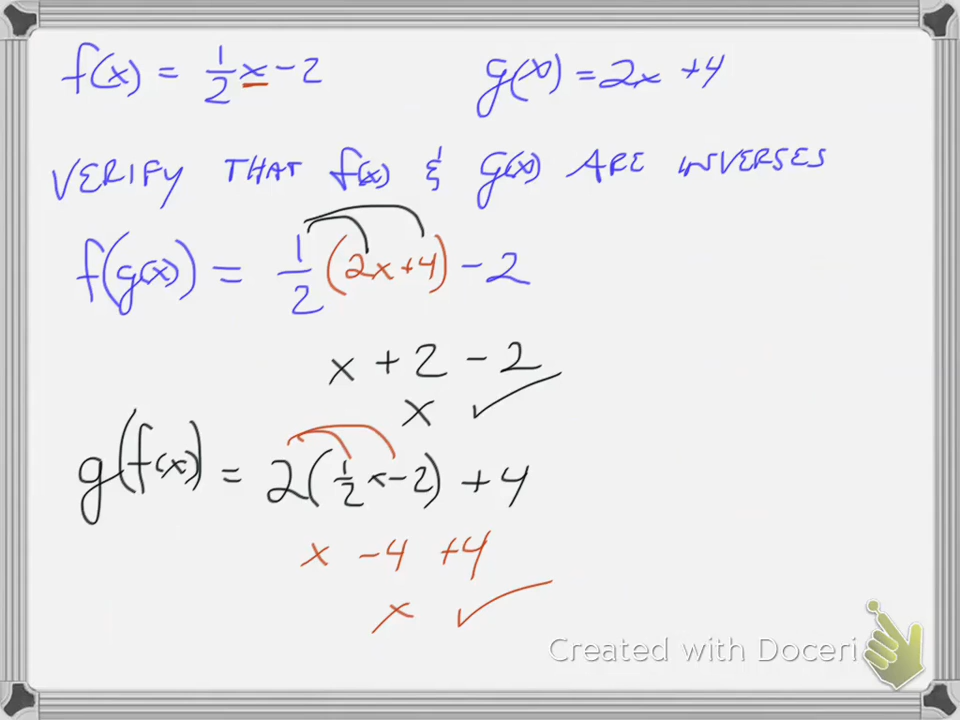 f(x) = 1/2 x - 2    g(x) = 2x + 4
VERIFY THAT f(x) & g(x) ARE INVERSES
f(g(x)) = 1/2 (2x+4) - 2
x + 2 - 2
x ✓
g(f(x)) = 2(1/2 x - 2) + 4
x - 4 + 4
x ✓
Created with Doceri